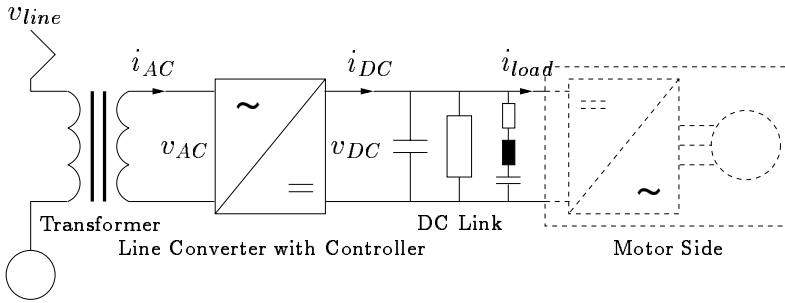 v_line
i_AC
i_DC
i_load
~
v_AC
v_DC
=
~
Transformer
DC Link
Line Converter with Controller
Motor Side